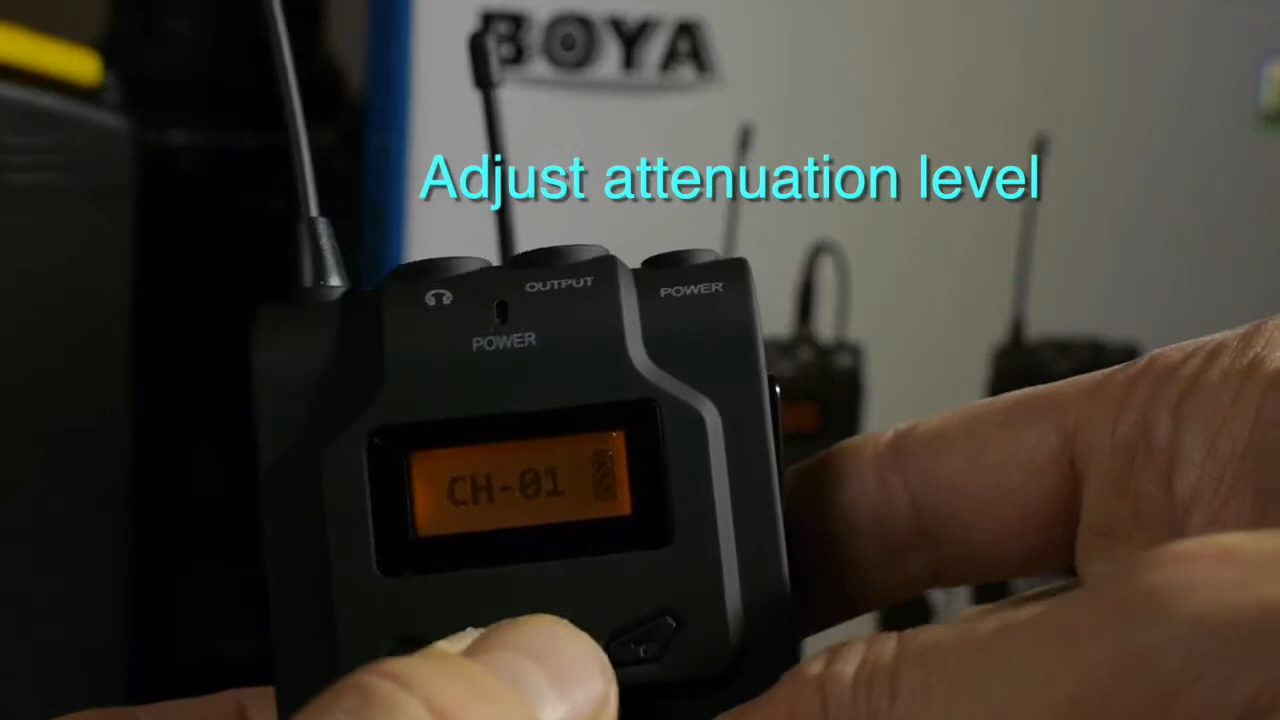 BOYA
Adjust attenuation level
OUTPUT
POWER
POWER
CH-01